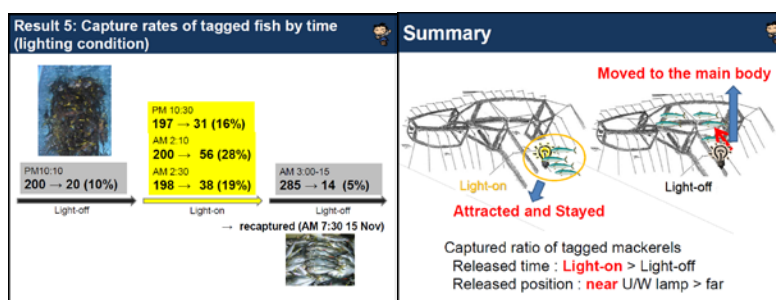 Result 5: Capture rates of tagged fish by time
(lighting condition)
PM10:10
200 → 20 (10%)
Light-off
PM 10:30
197 → 31 (16%)
AM 2:10
200 → 56 (28%)
AM 2:30
198 → 38 (19%)
Light-on
AM 3:00-15
285 → 14 (5%)
Light-off
→ recaptured (AM 7:30 15 Nov)
Summary
Moved to the main body
Light-on
Light-off
Attracted and Stayed
Captured ratio of tagged mackerels
Released time : Light-on > Light-off
Released position : near U/W lamp > far